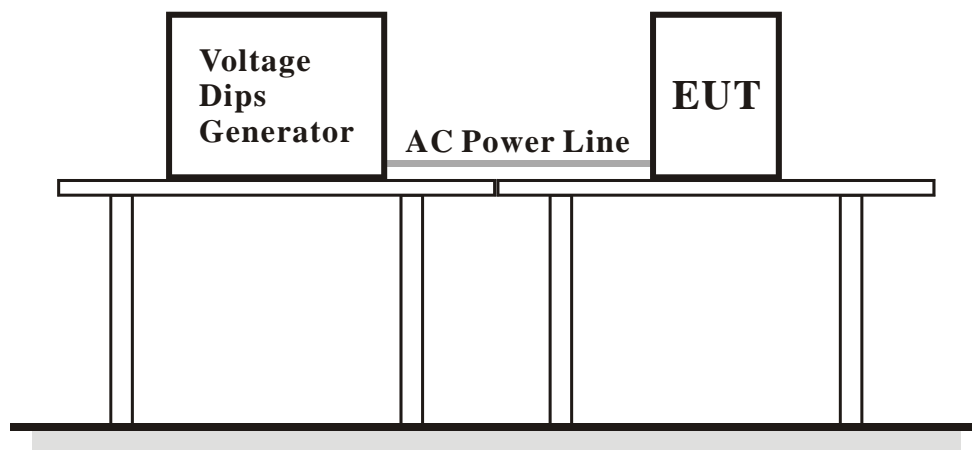 Voltage
Dips
Generator
AC Power Line
EUT